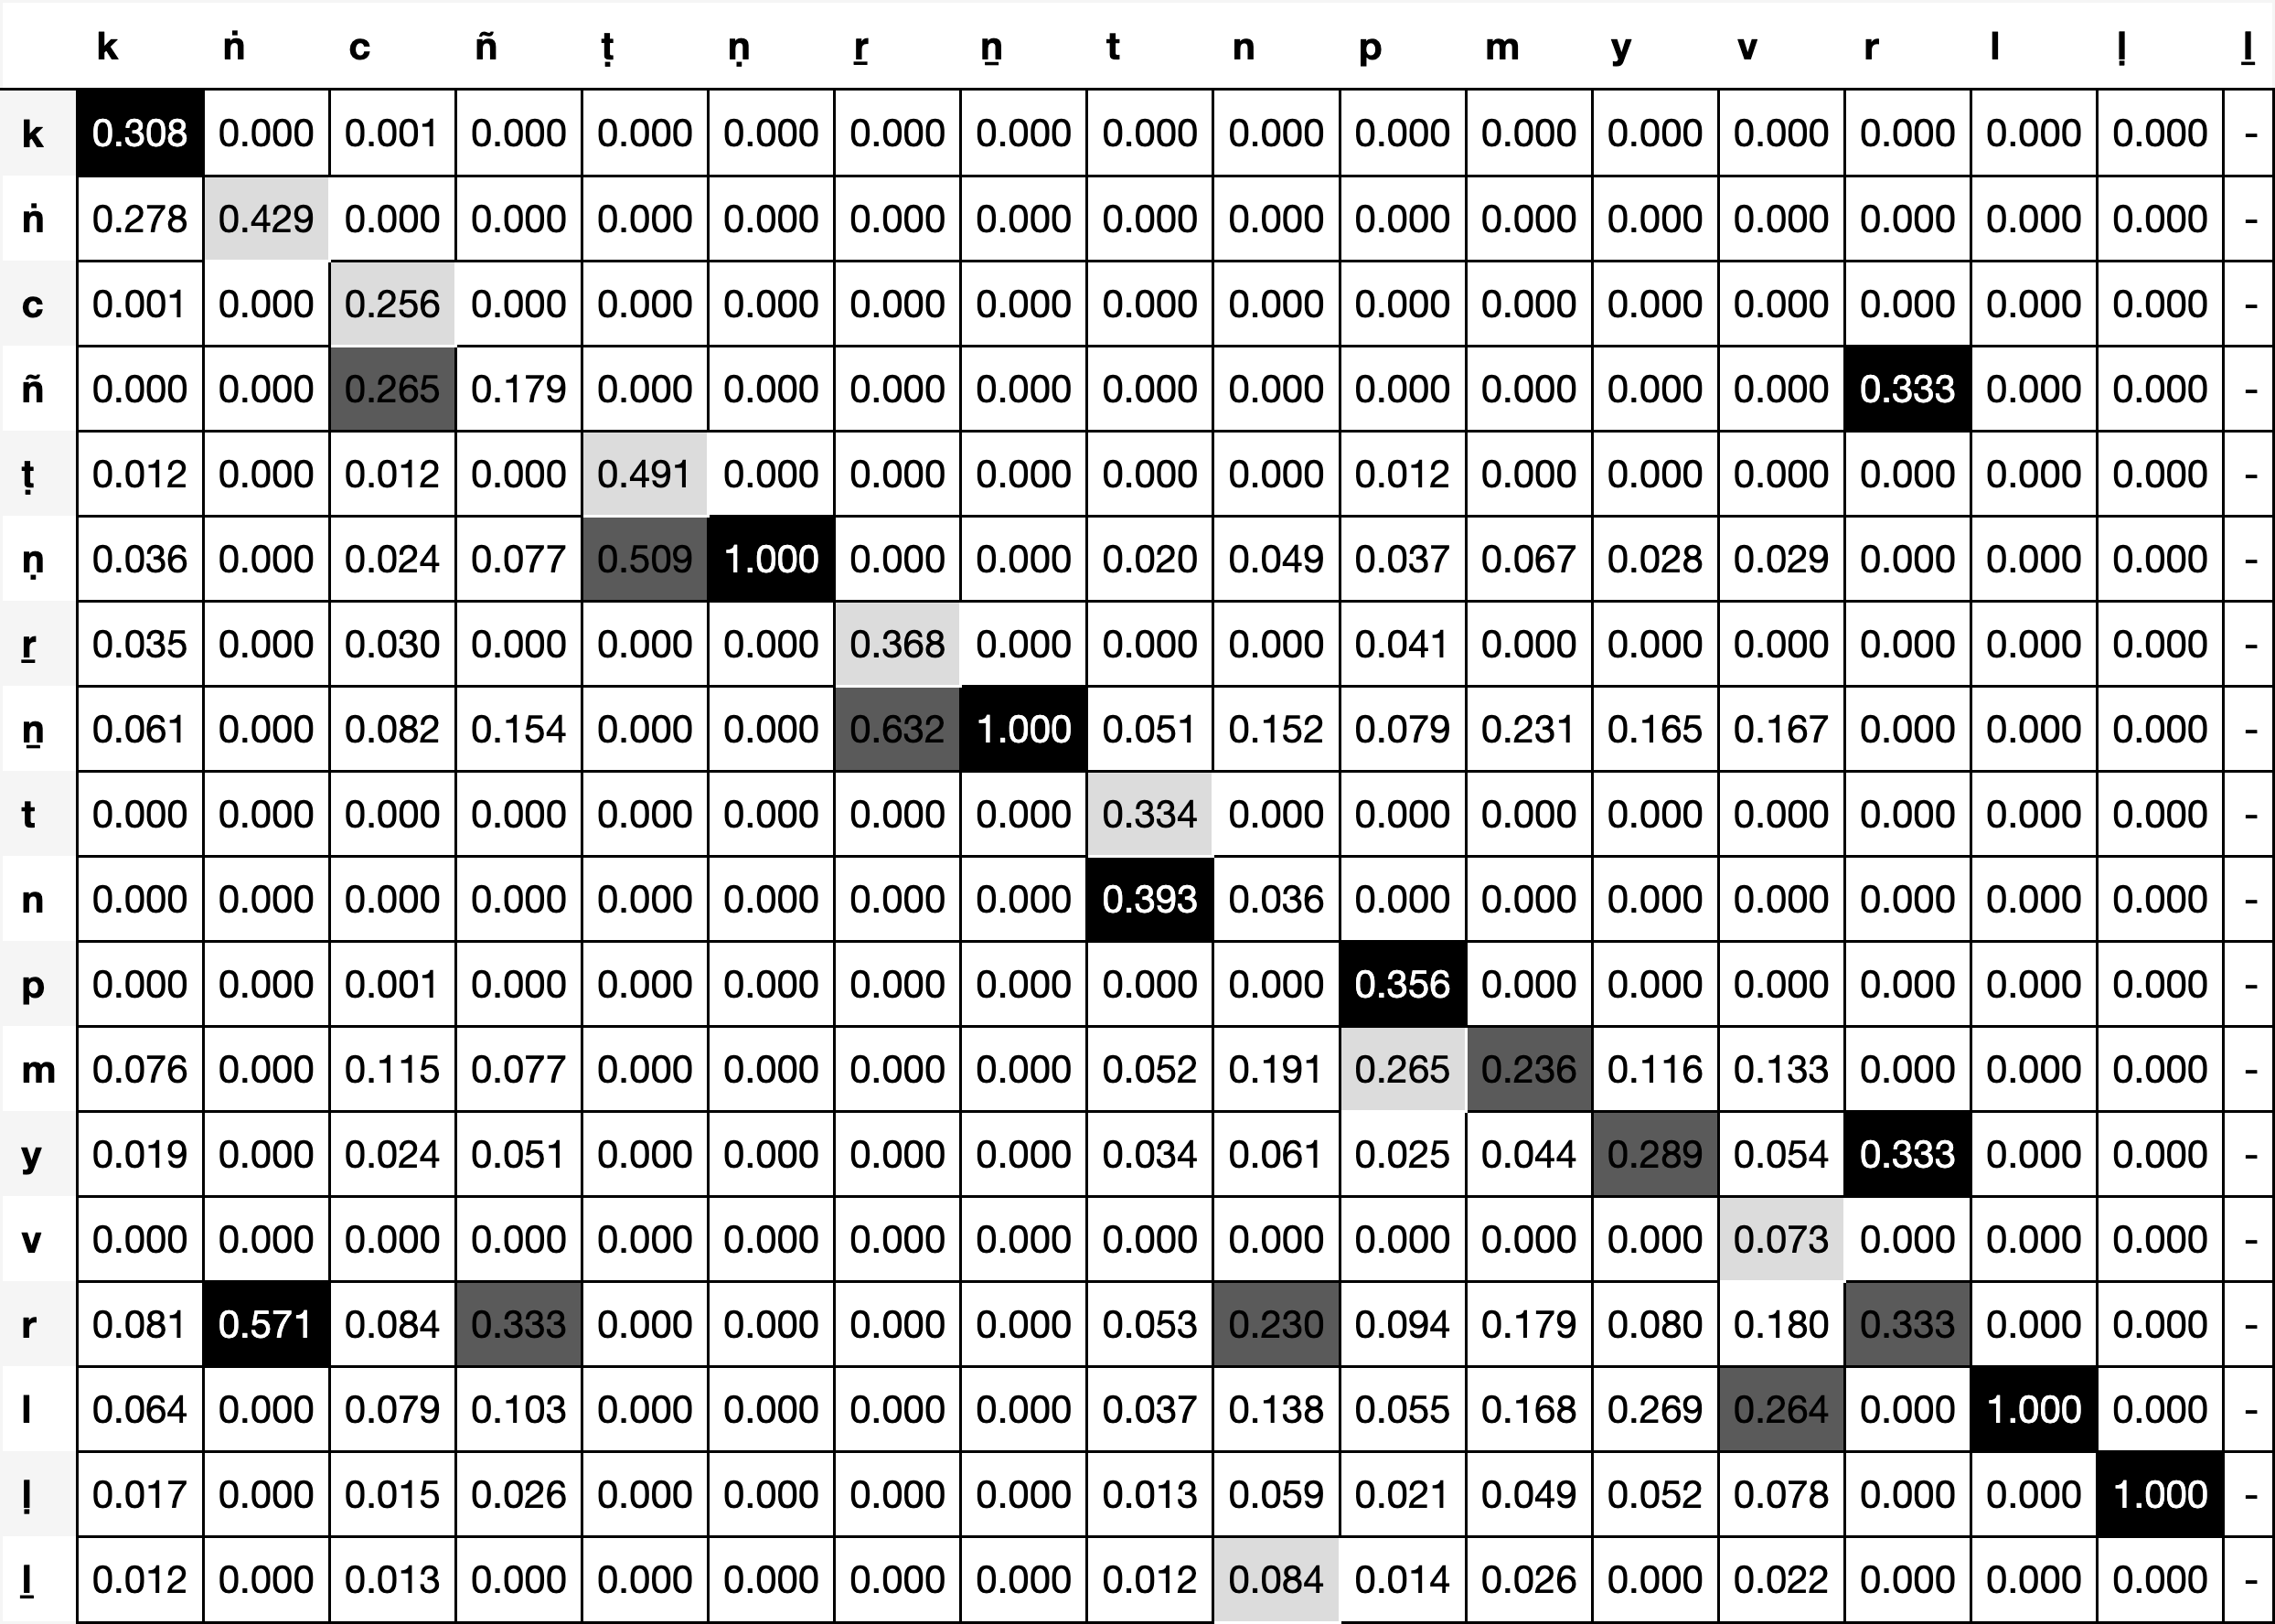 k ṅ c ñ ṭ ṇ ṟ ṉ t n p m y v r l ḷ ḻ
k 0.308 0.000 0.001 0.000 0.000 0.000 0.000 0.000 0.000 0.000 0.000 0.000 0.000 0.000 0.000 0.000 0.000 -
ṅ 0.278 0.429 0.000 0.000 0.000 0.000 0.000 0.000 0.000 0.000 0.000 0.000 0.000 0.000 0.000 0.000 0.000 -
c 0.001 0.000 0.256 0.000 0.000 0.000 0.000 0.000 0.000 0.000 0.000 0.000 0.000 0.000 0.000 0.000 0.000 -
ñ 0.000 0.000 0.265 0.179 0.000 0.000 0.000 0.000 0.000 0.000 0.000 0.000 0.000 0.000 0.333 0.000 0.000 -
ṭ 0.012 0.000 0.012 0.000 0.491 0.000 0.000 0.000 0.000 0.000 0.012 0.000 0.000 0.000 0.000 0.000 0.000 -
ṇ 0.036 0.000 0.024 0.077 0.509 1.000 0.000 0.000 0.020 0.049 0.037 0.067 0.028 0.029 0.000 0.000 0.000 -
ṟ 0.035 0.000 0.030 0.000 0.000 0.000 0.368 0.000 0.000 0.000 0.041 0.000 0.000 0.000 0.000 0.000 0.000 -
ṉ 0.061 0.000 0.082 0.154 0.000 0.000 0.632 1.000 0.051 0.152 0.079 0.231 0.165 0.167 0.000 0.000 0.000 -
t 0.000 0.000 0.000 0.000 0.000 0.000 0.000 0.000 0.334 0.000 0.000 0.000 0.000 0.000 0.000 0.000 0.000 -
n 0.000 0.000 0.000 0.000 0.000 0.000 0.000 0.000 0.393 0.036 0.000 0.000 0.000 0.000 0.000 0.000 0.000 -
p 0.000 0.000 0.001 0.000 0.000 0.000 0.000 0.000 0.000 0.000 0.356 0.000 0.000 0.000 0.000 0.000 0.000 -
m 0.076 0.000 0.115 0.077 0.000 0.000 0.000 0.000 0.052 0.191 0.265 0.236 0.116 0.133 0.000 0.000 0.000 -
y 0.019 0.000 0.024 0.051 0.000 0.000 0.000 0.000 0.034 0.061 0.025 0.044 0.289 0.054 0.333 0.000 0.000 -
v 0.000 0.000 0.000 0.000 0.000 0.000 0.000 0.000 0.000 0.000 0.000 0.000 0.000 0.073 0.000 0.000 0.000 -
r 0.081 0.571 0.084 0.333 0.000 0.000 0.000 0.000 0.053 0.230 0.094 0.179 0.080 0.180 0.333 0.000 0.000 -
l 0.064 0.000 0.079 0.103 0.000 0.000 0.000 0.000 0.037 0.138 0.055 0.168 0.269 0.264 0.000 1.000 0.000 -
ḷ 0.017 0.000 0.015 0.026 0.000 0.000 0.000 0.000 0.013 0.059 0.021 0.049 0.052 0.078 0.000 0.000 1.000 -
ḻ 0.012 0.000 0.013 0.000 0.000 0.000 0.000 0.000 0.012 0.084 0.014 0.026 0.000 0.022 0.000 0.000 0.000 -